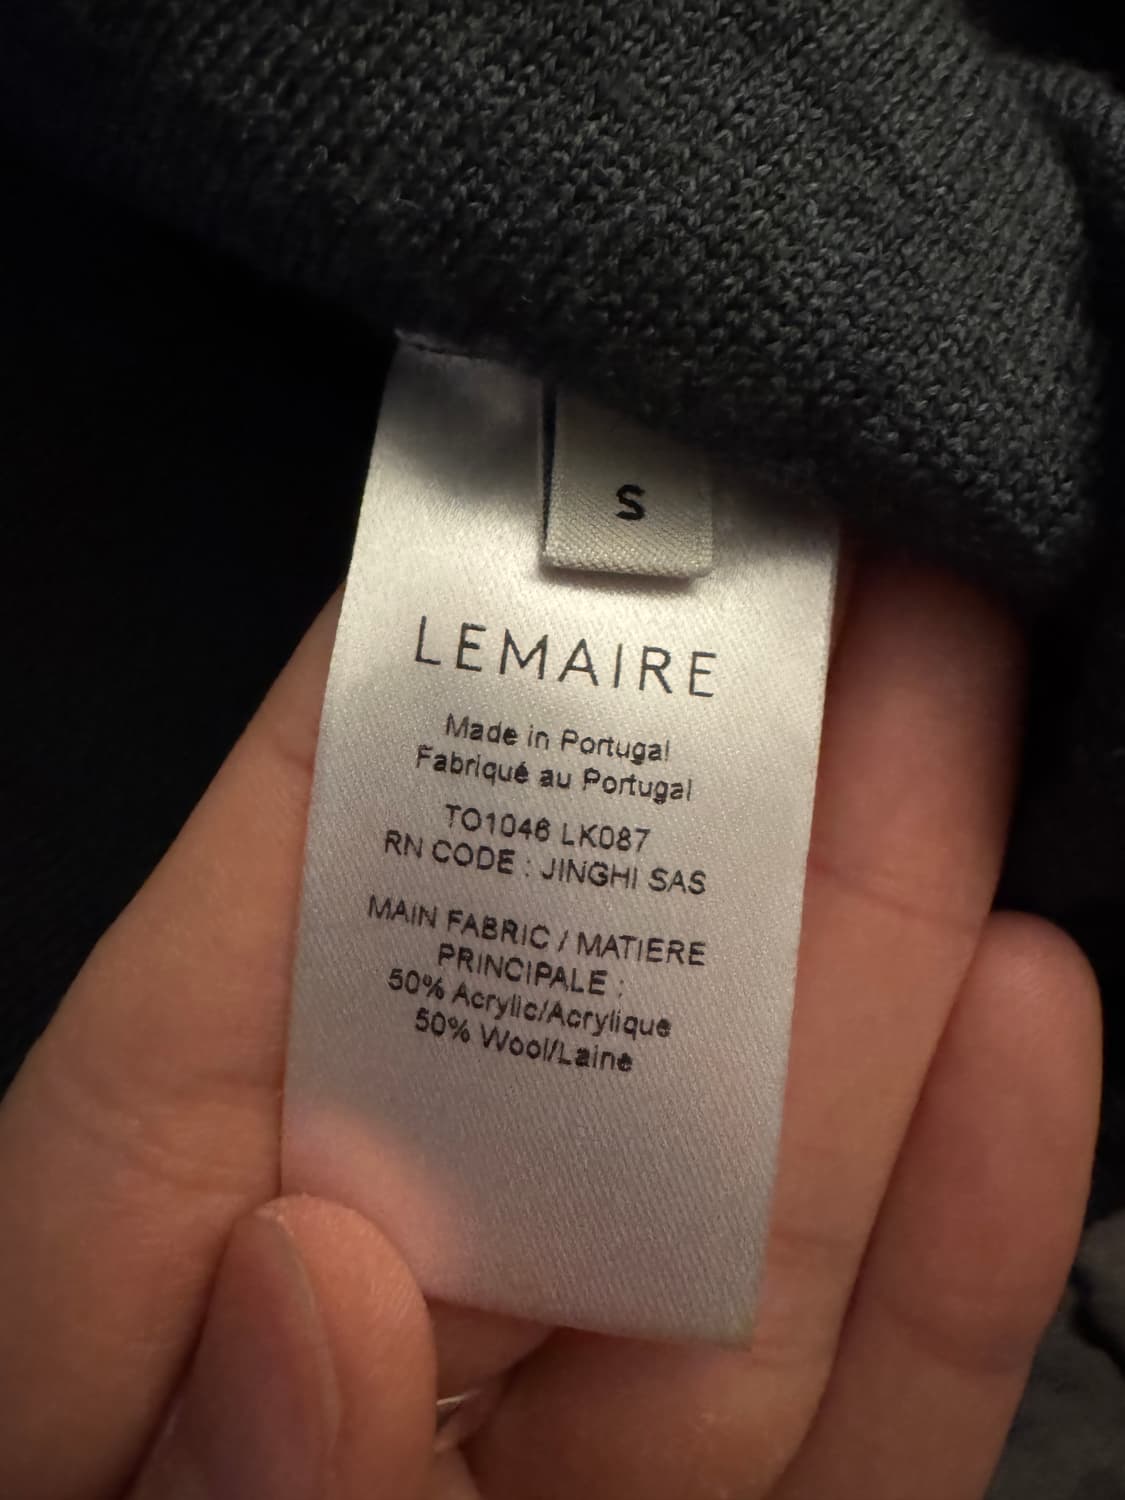 S
LEMAIRE
Made in Portugal
Fabriqué au Portugal
TO1046 LK087
RN CODE : JINGHI SAS
MAIN FABRIC / MATIERE
PRINCIPALE :
50% Acrylic/Acrylique
50% Wool/Laine